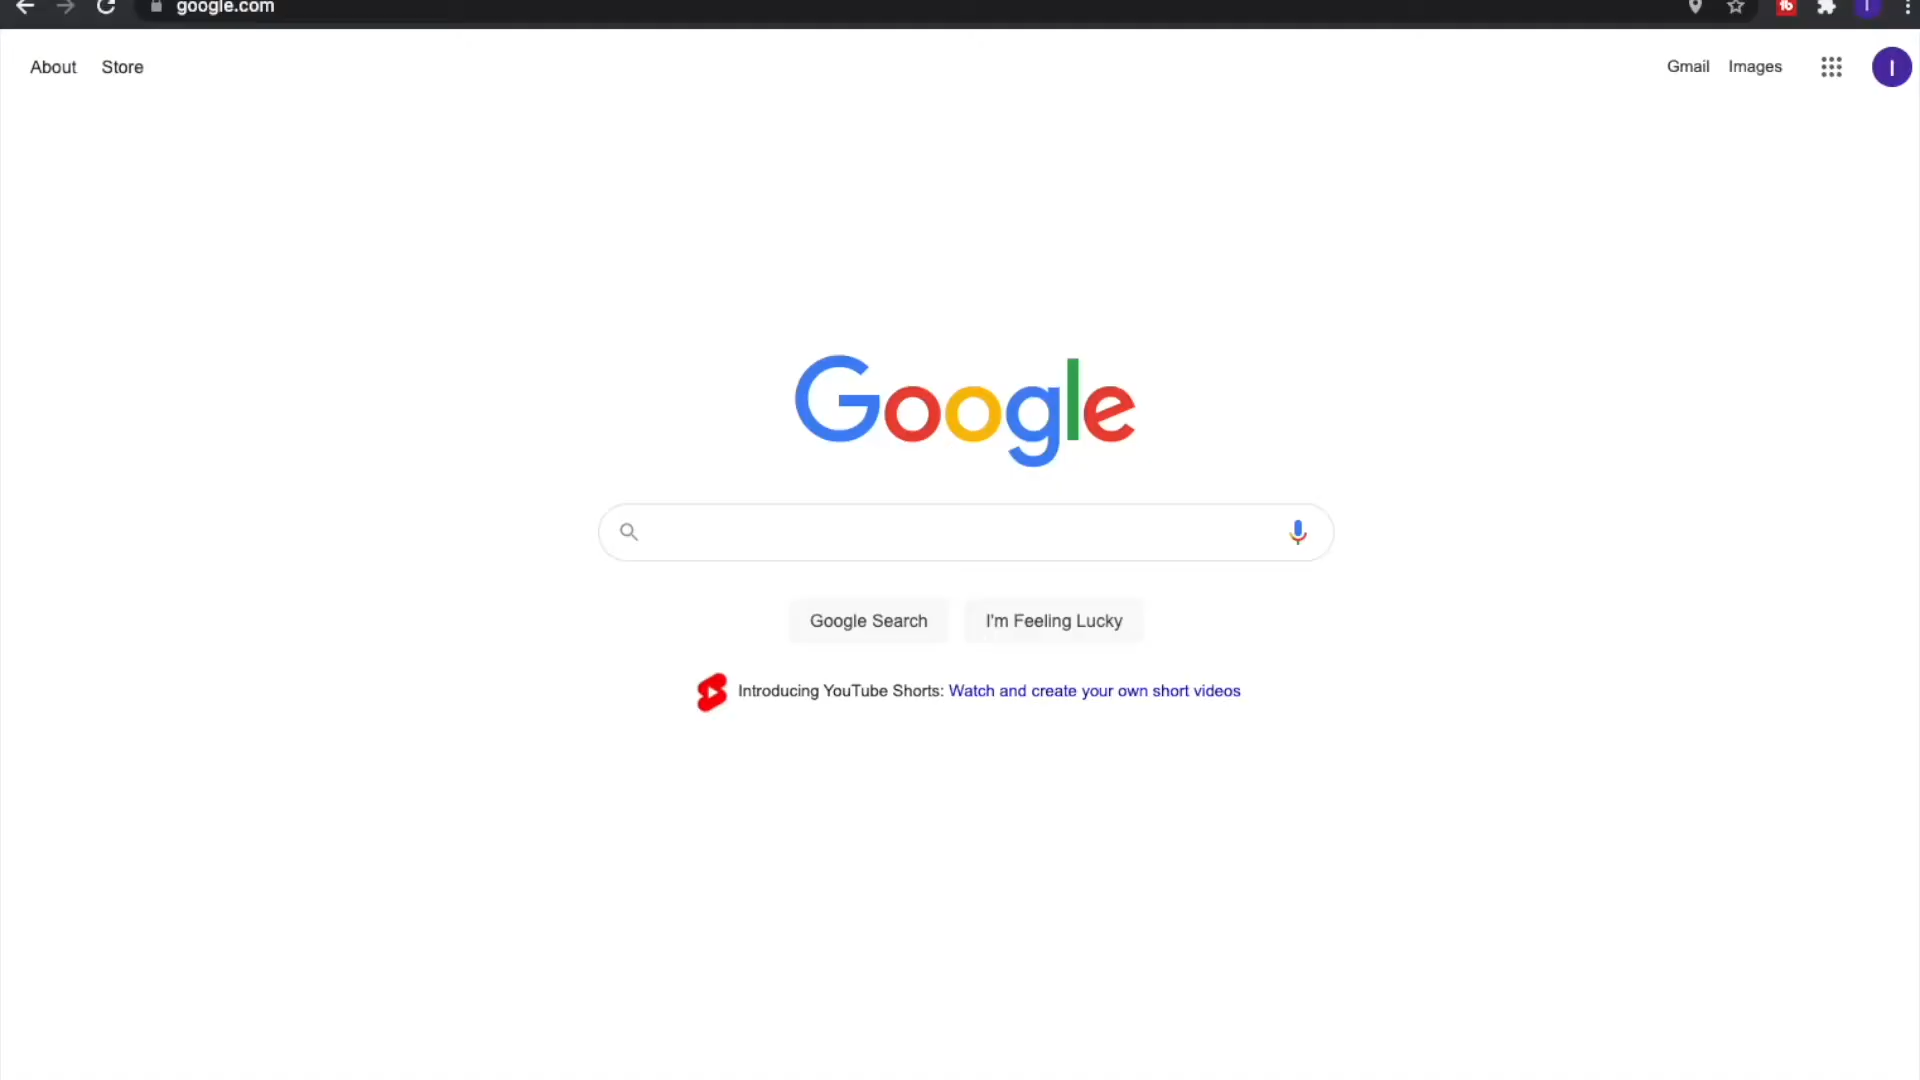 google.com
About Store
Gmail Images
I
Google
Google Search I'm Feeling Lucky
Introducing YouTube Shorts: Watch and create your own short videos